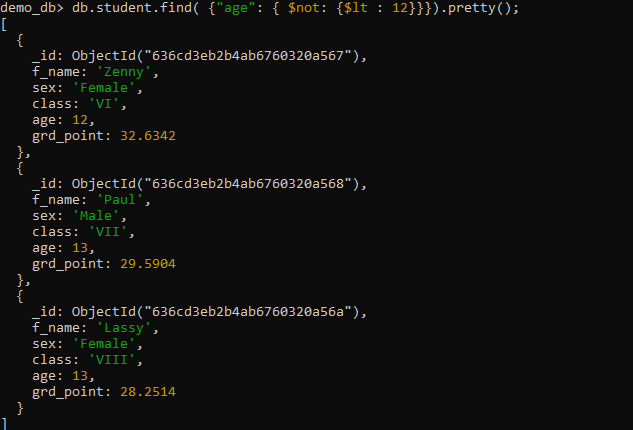 demo_db> db.student.find( {"age": { $not: {$lt : 12}}}).pretty();
[
  {
    _id: ObjectId("636cd3eb2b4ab6760320a567"),
    f_name: 'Zenny',
    sex: 'Female',
    class: 'VI',
    age: 12,
    grd_point: 32.6342
  },
  {
    _id: ObjectId("636cd3eb2b4ab6760320a568"),
    f_name: 'Paul',
    sex: 'Male',
    class: 'VII',
    age: 13,
    grd_point: 29.5904
  },
  {
    _id: ObjectId("636cd3eb2b4ab6760320a56a"),
    f_name: 'Lassy',
    sex: 'Female',
    class: 'VIII',
    age: 13,
    grd_point: 28.2514
  }
]